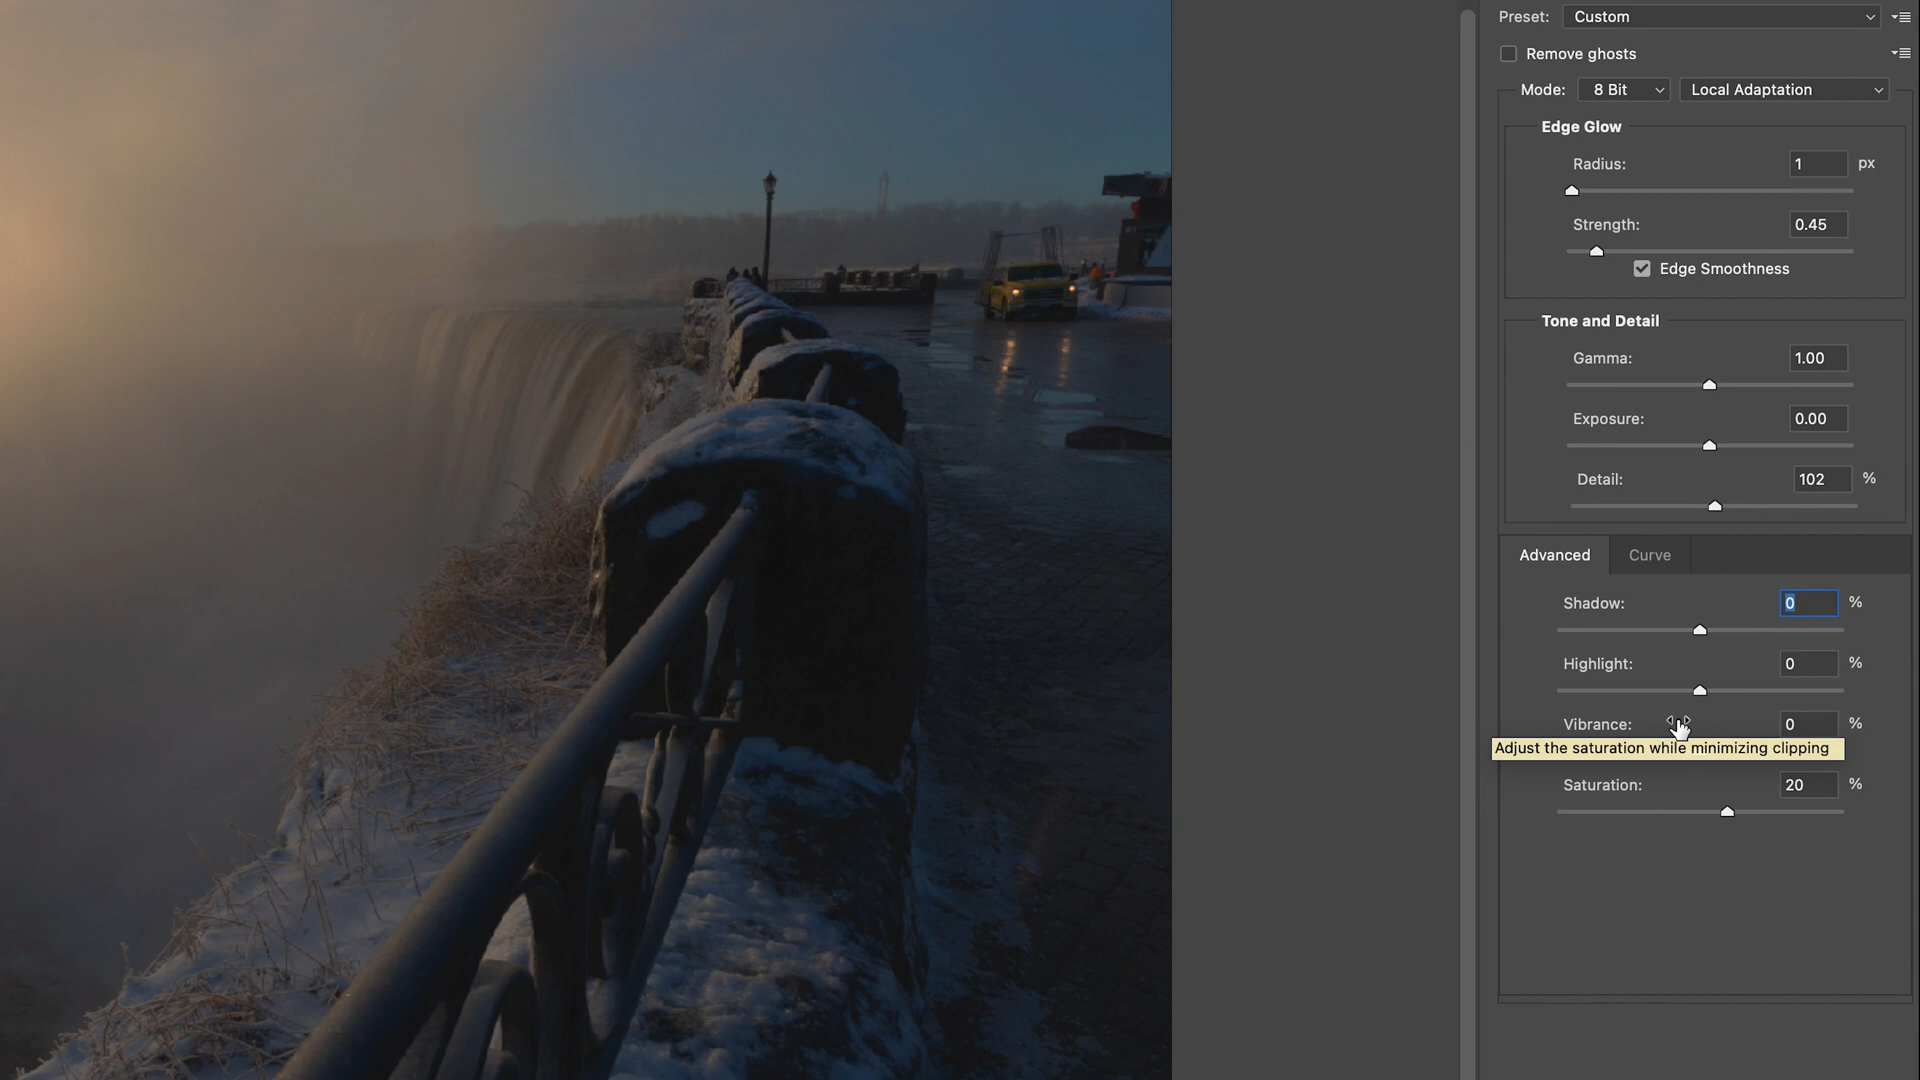 Preset: Custom
Remove ghosts
Mode: 8 Bit Local Adaptation
Edge Glow
Radius: 1 px
Strength: 0.45
Edge Smoothness
Tone and Detail
Gamma: 1.00
Exposure: 0.00
Detail: 102 %
Advanced Curve
Shadow: 0 %
Highlight: 0 %
Vibrance: 0 %
Adjust the saturation while minimizing clipping
Saturation: 20 %